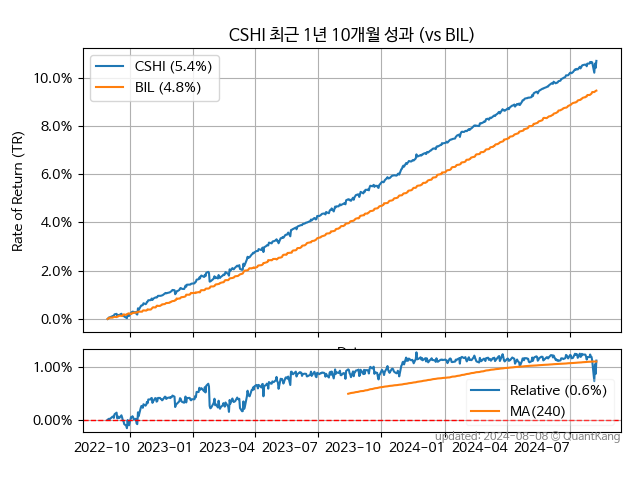 CSHI 최근 1년 10개월 성과 (vs BIL)
CSHI (5.4%)
BIL (4.8%)
Rate of Return (TR)
10.0%
8.0%
6.0%
4.0%
2.0%
0.0%
1.00%
0.00%
Relative (0.6%)
MA(240)
2022-10 2023-01 2023-04 2023-07 2023-10 2024-01 2024-04 2024-07
updated: 2024-08-08 © QuantKang